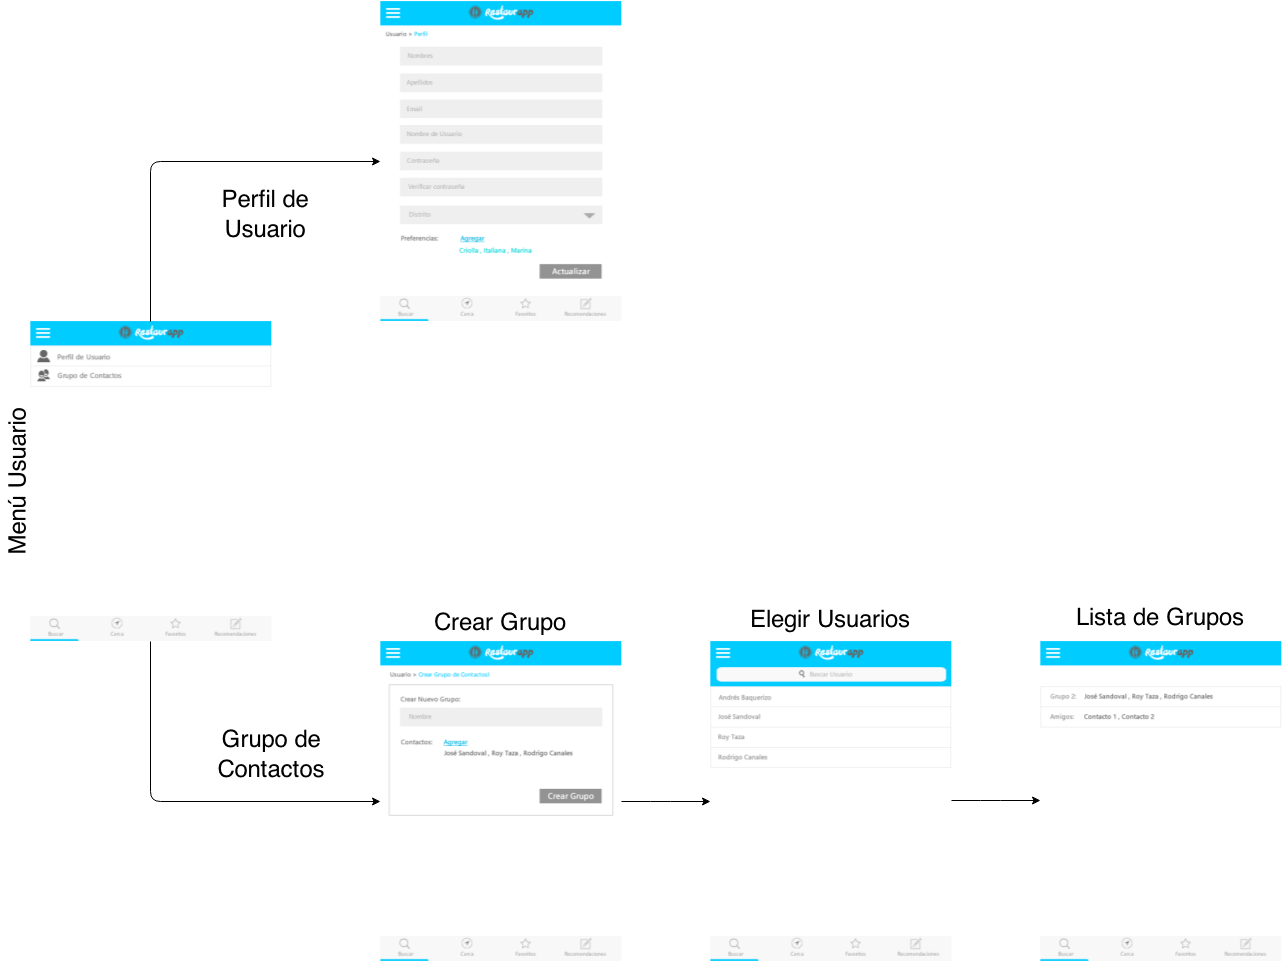 Restaurapp
Usuario > Perfil
Nombres
Apellidos
Email
Nombre de Usuario
Contraseña
Verificar contraseña
Distrito
Preferencias: Agregar
Criolla , Italiana , Marina
Actualizar
Buscar Cerca Favoritos Recomendaciones
Perfil de
Usuario
Restaurapp
Perfil de Usuario
Grupo de Contactos
Menú Usuario
Buscar Cerca Favoritos Recomendaciones
Grupo de
Contactos
Crear Grupo
Restaurapp
Usuario > Crear Grupo de Contactos!
Crear Nuevo Grupo:
Nombre
Contactos: Agregar
José Sandoval , Roy Taza , Rodrigo Canales
Crear Grupo
Buscar Cerca Favoritos Recomendaciones
Elegir Usuarios
Restaurapp
Buscar Usuario
Andrés Baquerizo
José Sandoval
Roy Taza
Rodrigo Canales
Buscar Cerca Favoritos Recomendaciones
Lista de Grupos
Restaurapp
Grupo 2: José Sandoval , Roy Taza , Rodrigo Canales
Amigos: Contacto 1 , Contacto 2
Buscar Cerca Favoritos Recomendaciones